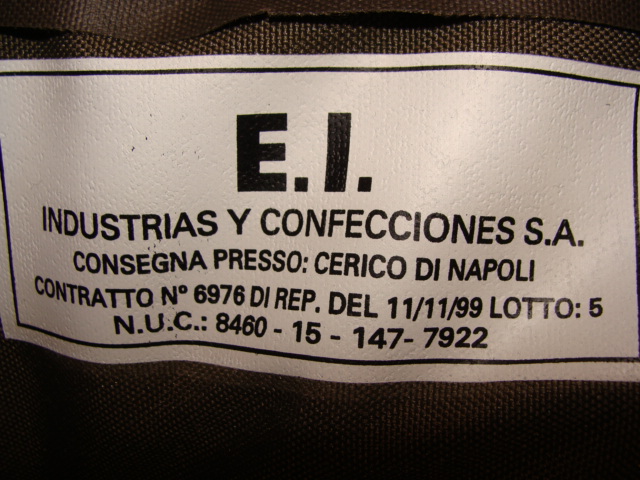 E.I.
INDUSTRIAS Y CONFECCIONES S.A.
CONSEGNA PRESSO: CERICO DI NAPOLI
CONTRATTO N° 6976 DI REP. DEL 11/11/99 LOTTO: 5
N.U.C.: 8460 - 15 - 147- 7922